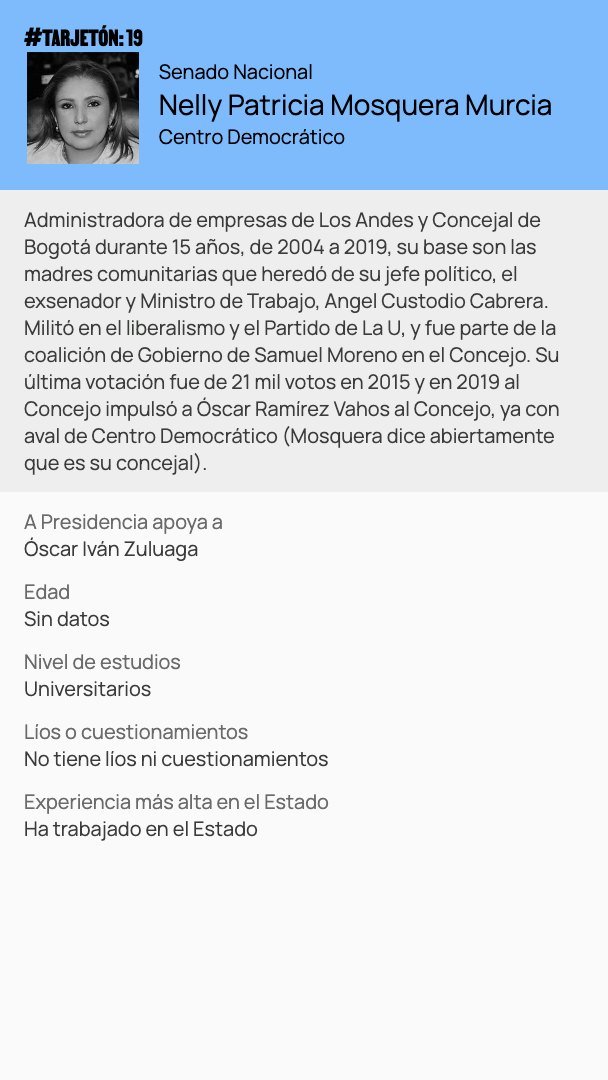 #TARJETÓN: 19
Senado Nacional
Nelly Patricia Mosquera Murcia
Centro Democrático
Administradora de empresas de Los Andes y Concejal de
Bogotá durante 15 años, de 2004 a 2019, su base son las
madres comunitarias que heredó de su jefe político, el
exsenador y Ministro de Trabajo, Angel Custodio Cabrera.
Militó en el liberalismo y el Partido de La U, y fue parte de la
coalición de Gobierno de Samuel Moreno en el Concejo. Su
última votación fue de 21 mil votos en 2015 y en 2019 al
Concejo impulsó a Óscar Ramírez Vahos al Concejo, ya con
aval de Centro Democrático (Mosquera dice abiertamente
que es su concejal).
A Presidencia apoya a
Óscar Iván Zuluaga
Edad
Sin datos
Nivel de estudios
Universitarios
Líos o cuestionamientos
No tiene líos ni cuestionamientos
Experiencia más alta en el Estado
Ha trabajado en el Estado